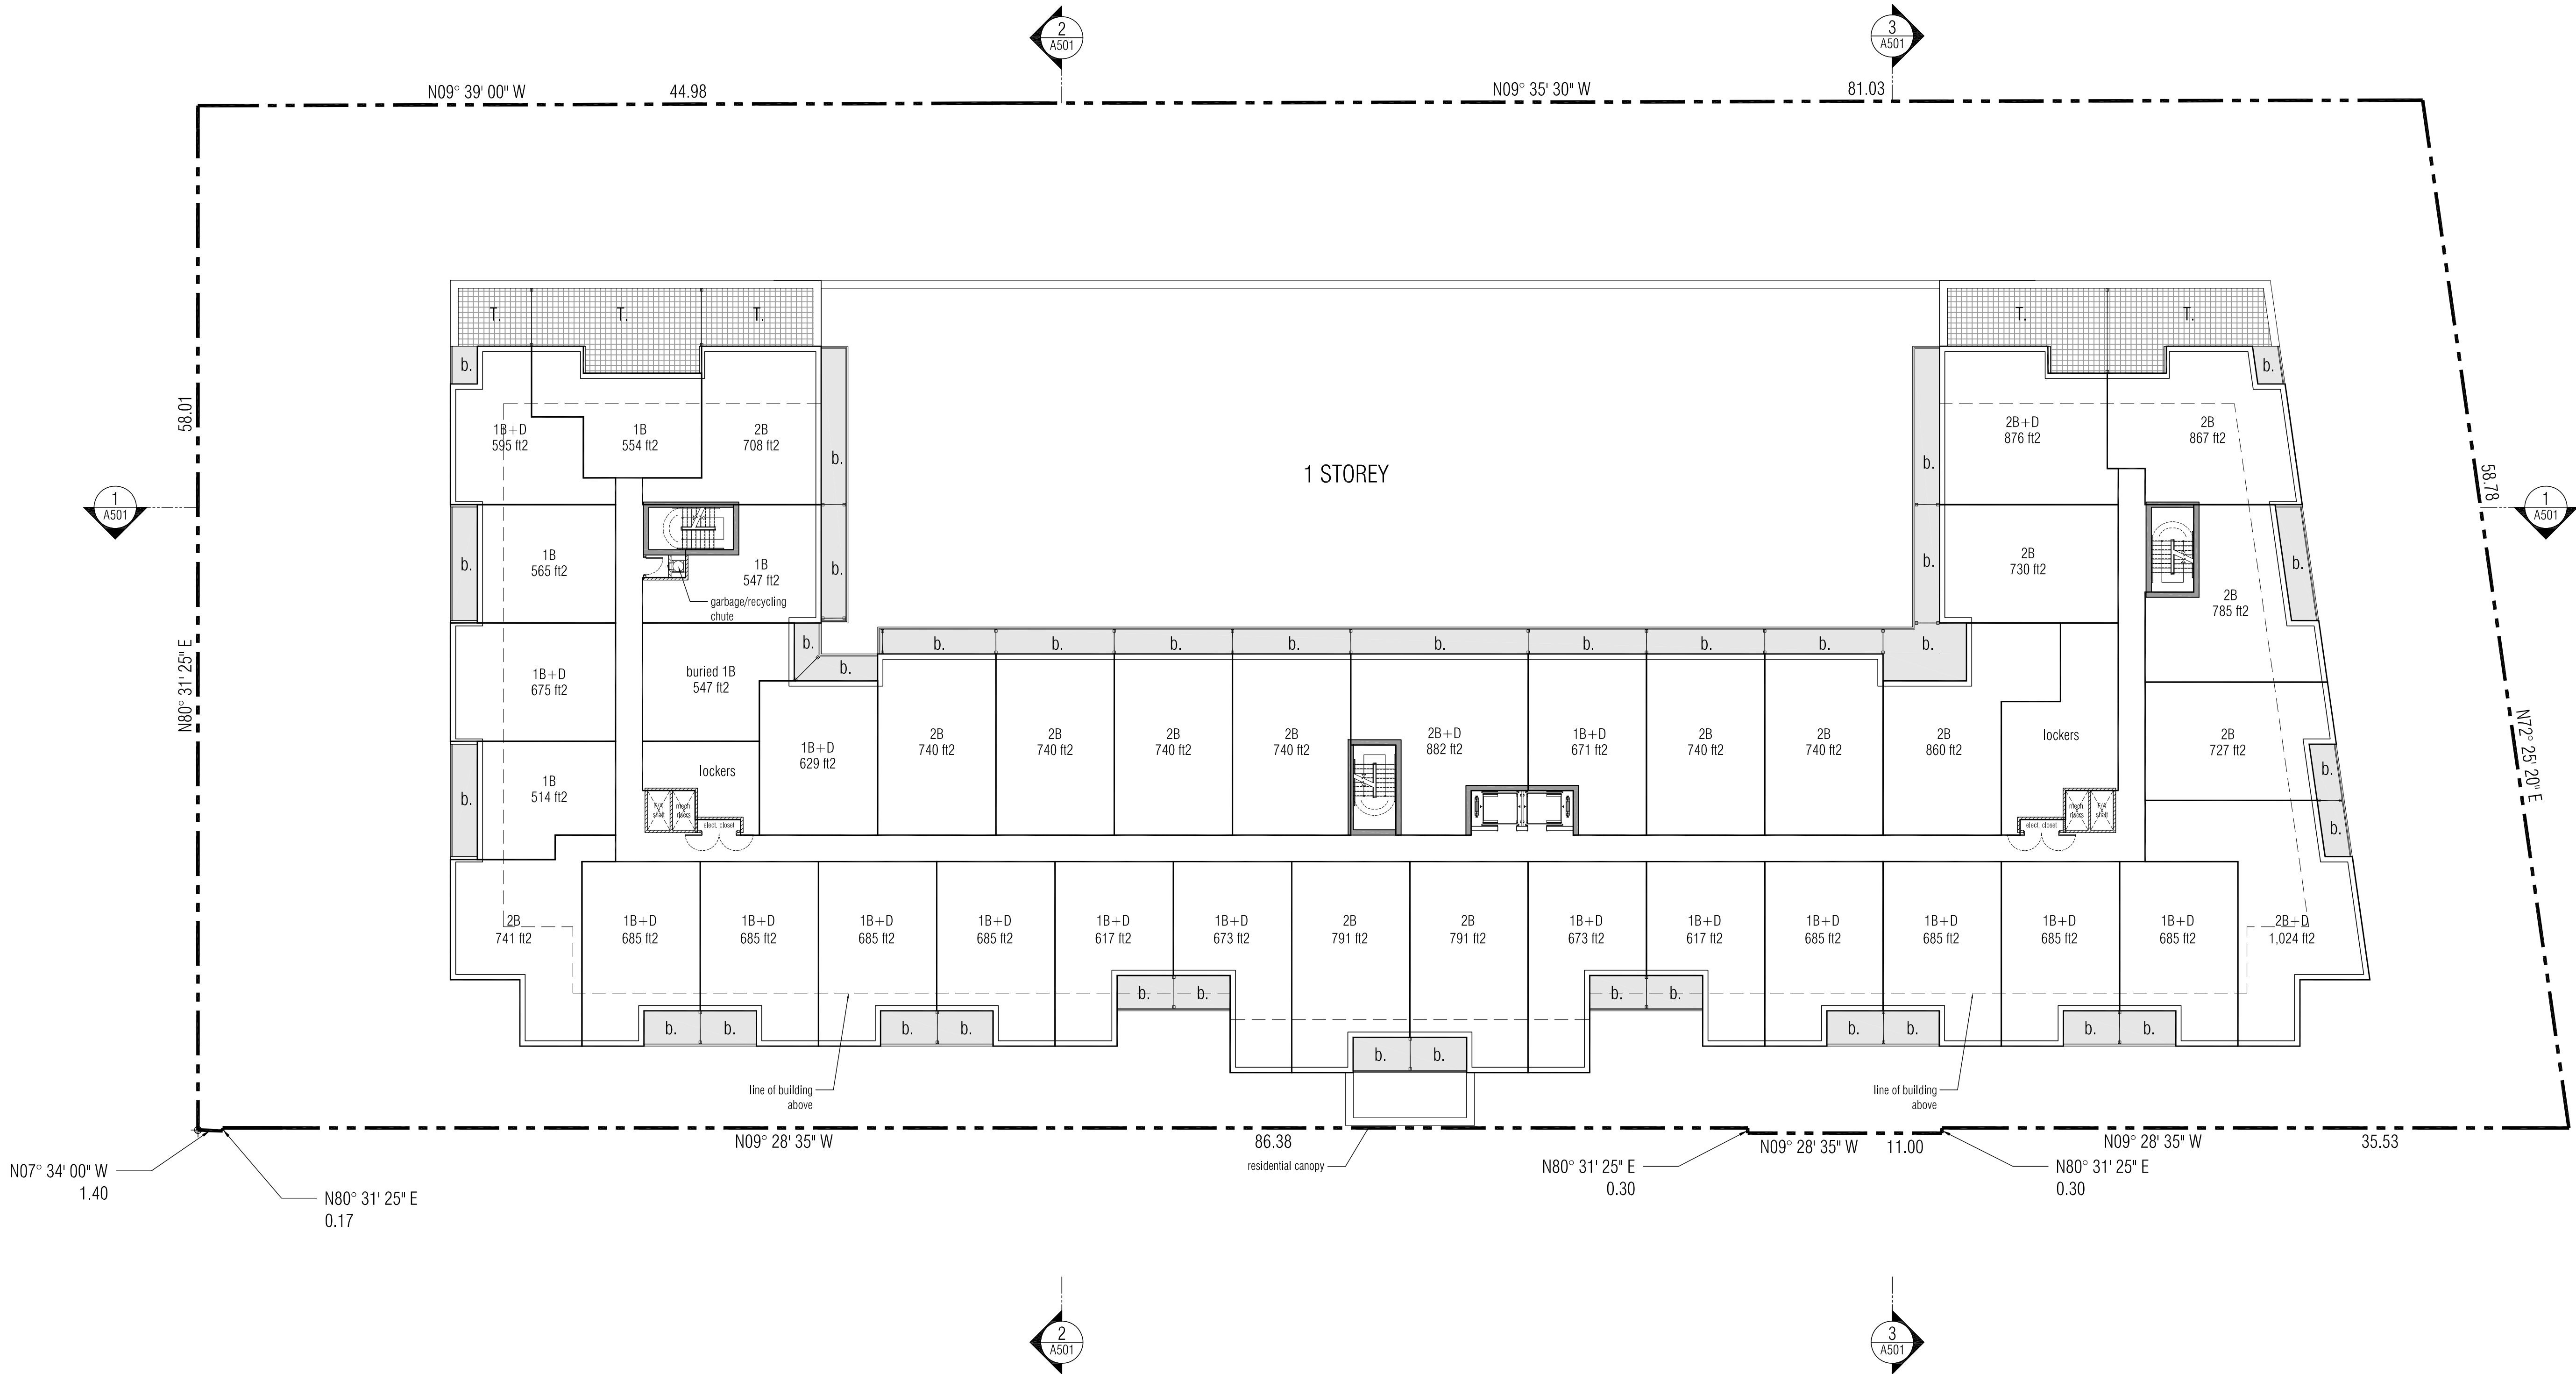 2
A501
3
A501
N09° 39' 00" W
44.98
N09° 35' 30" W
81.03
T.
T.
T.
T.
T.
b.
b.
58.01
1B+D
595 ft2
1B
554 ft2
2B
708 ft2
b.
1 STOREY
b.
2B+D
876 ft2
2B
867 ft2
58.78
1
A501
1
A501
b.
1B
565 ft2
1B
547 ft2
b.
b.
2B
730 ft2
b.
2B
785 ft2
garbage/recycling
chute
N80° 31' 25" E
1B+D
675 ft2
buried 1B
547 ft2
b.
b.
b.
b.
b.
b.
b.
b.
b.
b.
b.
N72° 25' 20" E
1B+D
629 ft2
2B
740 ft2
2B
740 ft2
2B
740 ft2
2B
740 ft2
2B+D
882 ft2
1B+D
671 ft2
2B
740 ft2
2B
740 ft2
2B
860 ft2
lockers
2B
727 ft2
lockers
b.
1B
514 ft2
b.
b.
shaft
mech.
risers
elect. closet
elect. closet
mech.
risers
shaft
2B
741 ft2
1B+D
685 ft2
1B+D
685 ft2
1B+D
685 ft2
1B+D
685 ft2
1B+D
617 ft2
1B+D
673 ft2
2B
791 ft2
2B
791 ft2
1B+D
673 ft2
1B+D
617 ft2
1B+D
685 ft2
1B+D
685 ft2
1B+D
685 ft2
1B+D
685 ft2
2B+D
1,024 ft2
b.
b.
b.
b.
b.
b.
b.
b.
b.
b.
b.
b.
b.
b.
line of building
above
line of building
above
N09° 28' 35" W
86.38
residential canopy
N09° 28' 35" W
11.00
N09° 28' 35" W
35.53
N07° 34' 00" W
1.40
N80° 31' 25" E
0.17
N80° 31' 25" E
0.30
N80° 31' 25" E
0.30
2
A501
3
A501